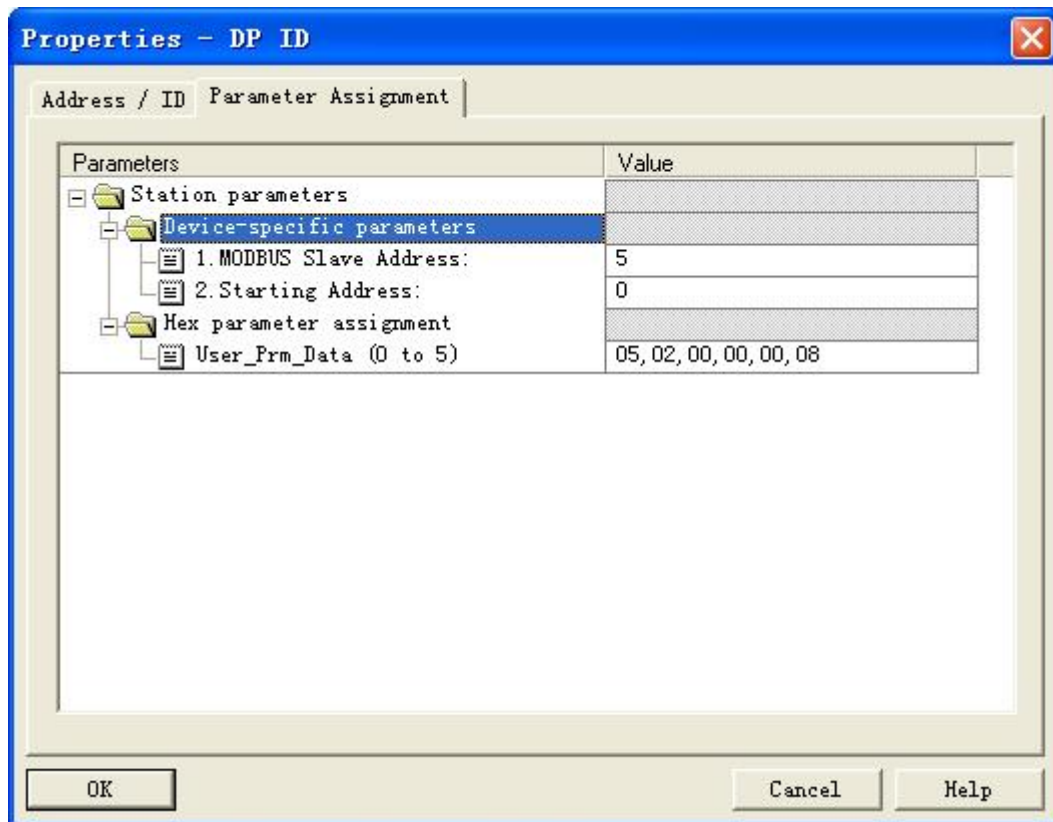 Properties - DP ID
Address / ID Parameter Assignment
Parameters Value
Station parameters
Device-specific parameters
1.MODBUS Slave Address: 5
2.Starting Address: 0
Hex parameter assignment
User_Prm_Data (0 to 5) 05, 02, 00, 00, 00, 08
OK Cancel Help